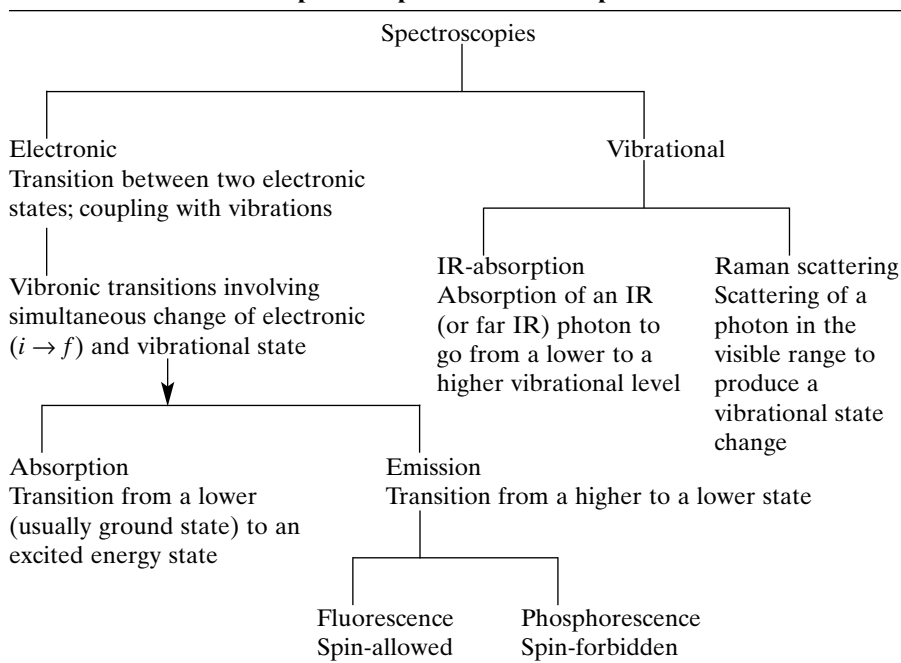 Spectroscopies
Electronic
Transition between two electronic
states; coupling with vibrations
Vibrational
Vibronic transitions involving
simultaneous change of electronic
(i → f) and vibrational state
IR-absorption
Absorption of an IR
(or far IR) photon to
go from a lower to a
higher vibrational level
Raman scattering
Scattering of a
photon in the
visible range to
produce a
vibrational state
change
Absorption
Transition from a lower
(usually ground state) to an
excited energy state
Emission
Transition from a higher to a lower state
Fluorescence
Spin-allowed
Phosphorescence
Spin-forbidden